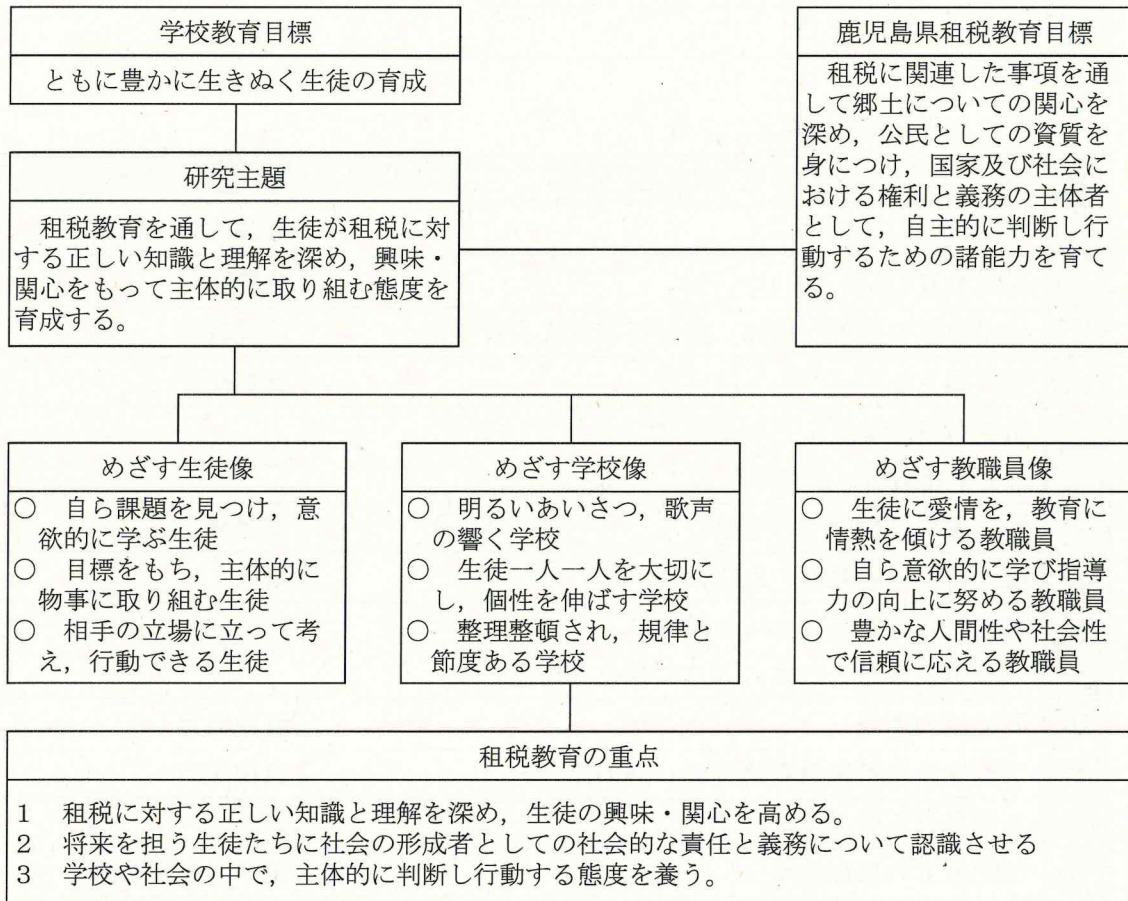 学校教育目標
ともに豊かに生きぬく生徒の育成
鹿児島県租税教育目標
租税に関連した事項を通
して郷土についての関心を
深め，公民としての資質を
身につけ，国家及び社会に
おける権利と義務の主体者
として，自主的に判断し行
動するための諸能力を育て
る。
研究主題
租税教育を通して，生徒が租税に対
する正しい知識と理解を深め，興味・
関心をもって主体的に取り組む態度を
育成する。
めざす生徒像
○　自ら課題を見つけ，意
欲的に学ぶ生徒
○　目標をもち，主体的に
物事に取り組む生徒
○　相手の立場に立って考
え，行動できる生徒
めざす学校像
○　明るいあいさつ，歌声
の響く学校
○　生徒一人一人を大切に
し，個性を伸ばす学校
○　整理整頓され，規律と
節度ある学校
めざす教職員像
○　生徒に愛情を，教育に
情熱を傾ける教職員
○　自ら意欲的に学び指導
力の向上に努める教職員
○　豊かな人間性や社会性
で信頼に応える教職員
租税教育の重点
1　租税に対する正しい知識と理解を深め，生徒の興味・関心を高める。
2　将来を担う生徒たちに社会の形成者としての社会的な責任と義務について認識させる
3　学校や社会の中で，主体的に判断し行動する態度を養う。